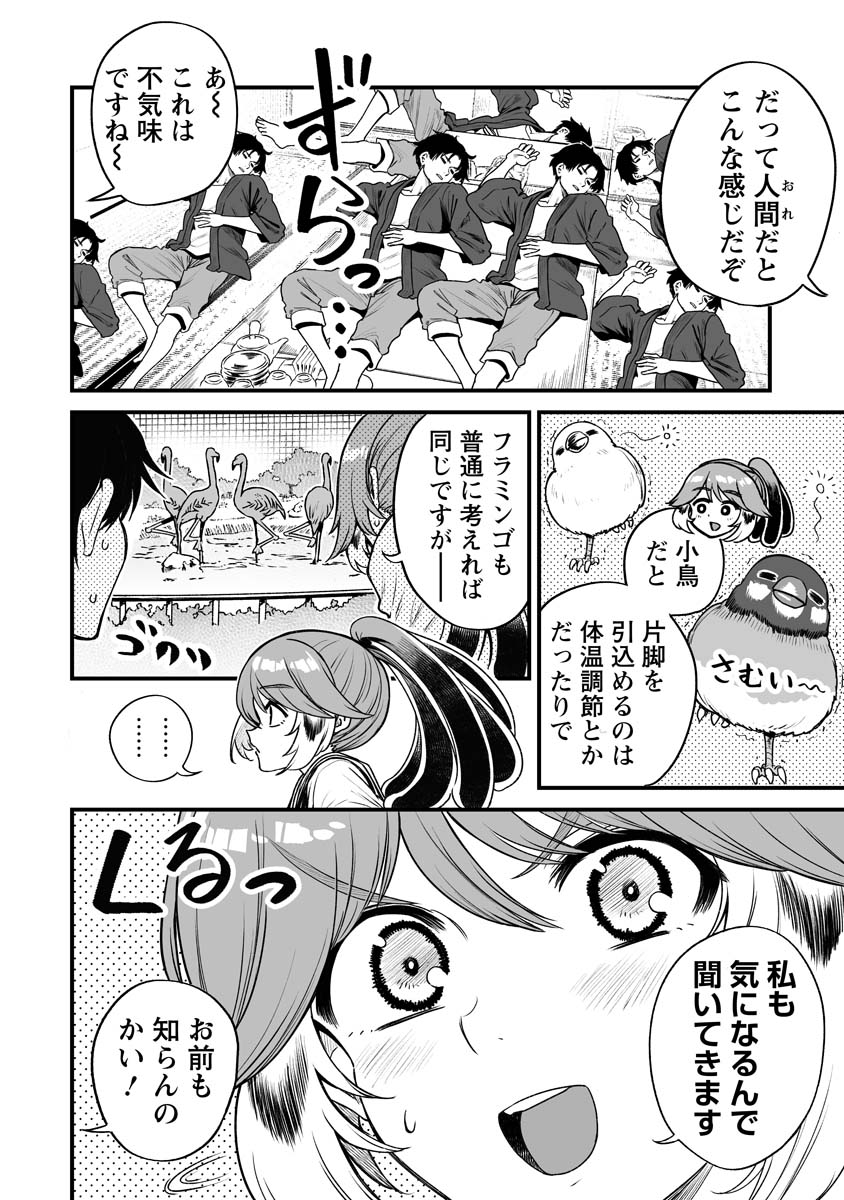 だって人間だと
おれ
こんな感じだぞ
ずらっ…
あ〜
これは
不気味
ですね〜
小鳥
だと
さむい〜
片脚を
引込めるのは
体温調節とか
だったりで
フラミンゴも
普通に考えれば
同じですが――
ゴクッ
……
……
くるっ
私も
気になるんで
聞いてきます
お前も
知らんの
かい!